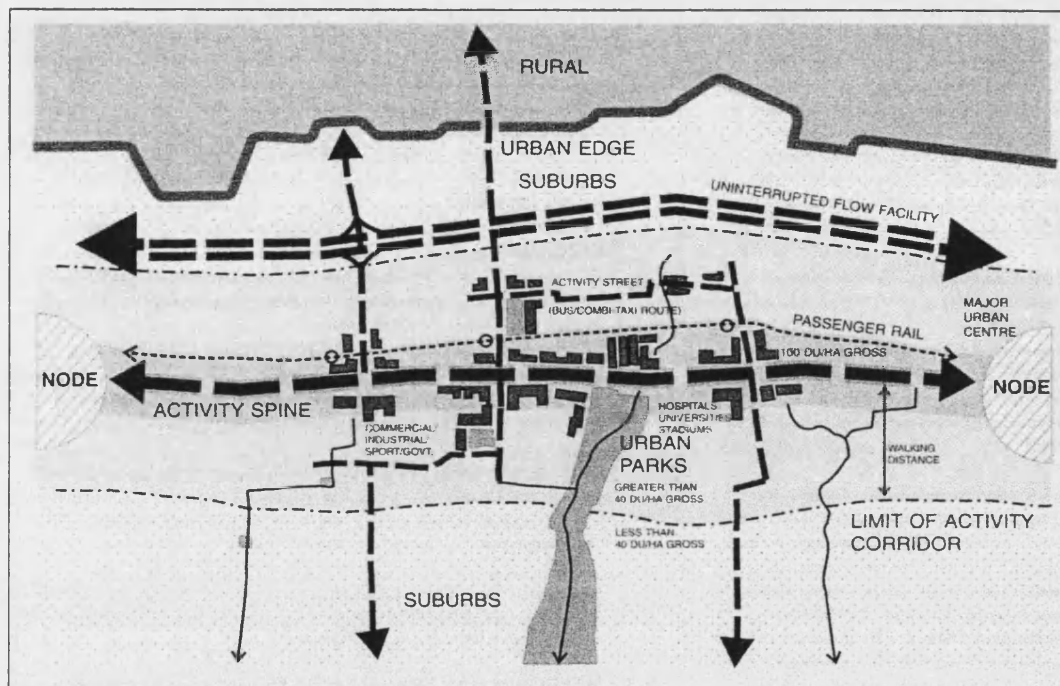 RURAL
URBAN EDGE
SUBURBS
UNINTERRUPTED FLOW FACILITY
ACTIVITY STREET
(BUS/COMBI-TAXI ROUTE)
MAJOR
URBAN
CENTRE
PASSENGER RAIL
100 DU/HA GROSS
NODE
NODE
ACTIVITY SPINE
COMMERCIAL/
INDUSTRIAL/
SPORT/GOVT.
HOSPITALS
UNIVERSITIES
STADIUMS
URBAN
PARKS
WALKING
DISTANCE
GREATER THAN
40 DU/HA GROSS
LESS THAN
40 DU/HA GROSS
LIMIT OF ACTIVITY
CORRIDOR
SUBURBS